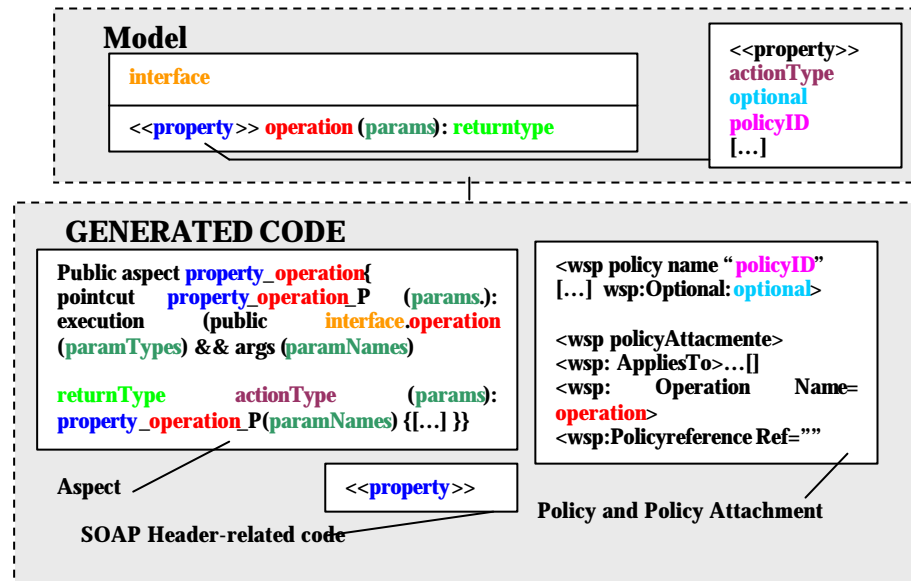 Model
interface
<<property>> operation (params): returntype
<<property>>
actionType
optional
policyID
[…]
GENERATED CODE
Public aspect property_operation{
pointcut property_operation_P (params.):
execution (public interface.operation
(paramTypes) && args (paramNames)
returnType actionType (params):
property_operation_P(paramNames) {[…] }}
<wsp policy name “policyID”
[…] wsp:Optional:optional>
<wsp policyAttacmente>
<wsp: AppliesTo>…[]
<wsp: Operation Name=
operation>
<wsp:Policyreference Ref=""
Aspect
<<property>>
SOAP Header-related code
Policy and Policy Attachment